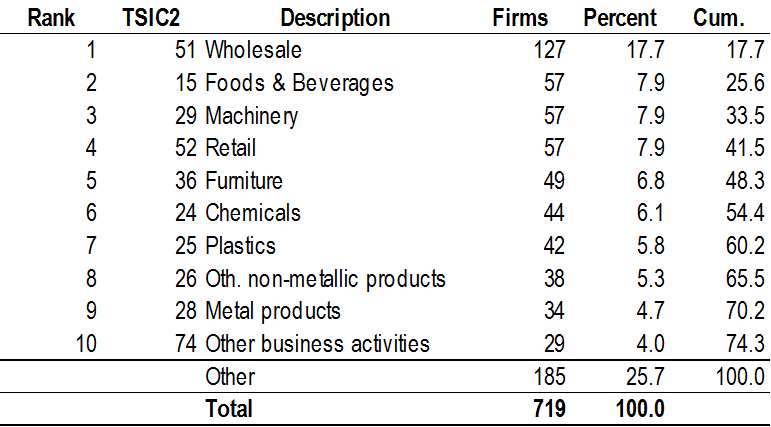 Rank TSIC2 Description Firms Percent Cum.
1 51 Wholesale 127 17.7 17.7
2 15 Foods & Beverages 57 7.9 25.6
3 29 Machinery 57 7.9 33.5
4 52 Retail 57 7.9 41.5
5 36 Furniture 49 6.8 48.3
6 24 Chemicals 44 6.1 54.4
7 25 Plastics 42 5.8 60.2
8 26 Oth. non-metallic products 38 5.3 65.5
9 28 Metal products 34 4.7 70.2
10 74 Other business activities 29 4.0 74.3
Other 185 25.7 100.0
Total 719 100.0